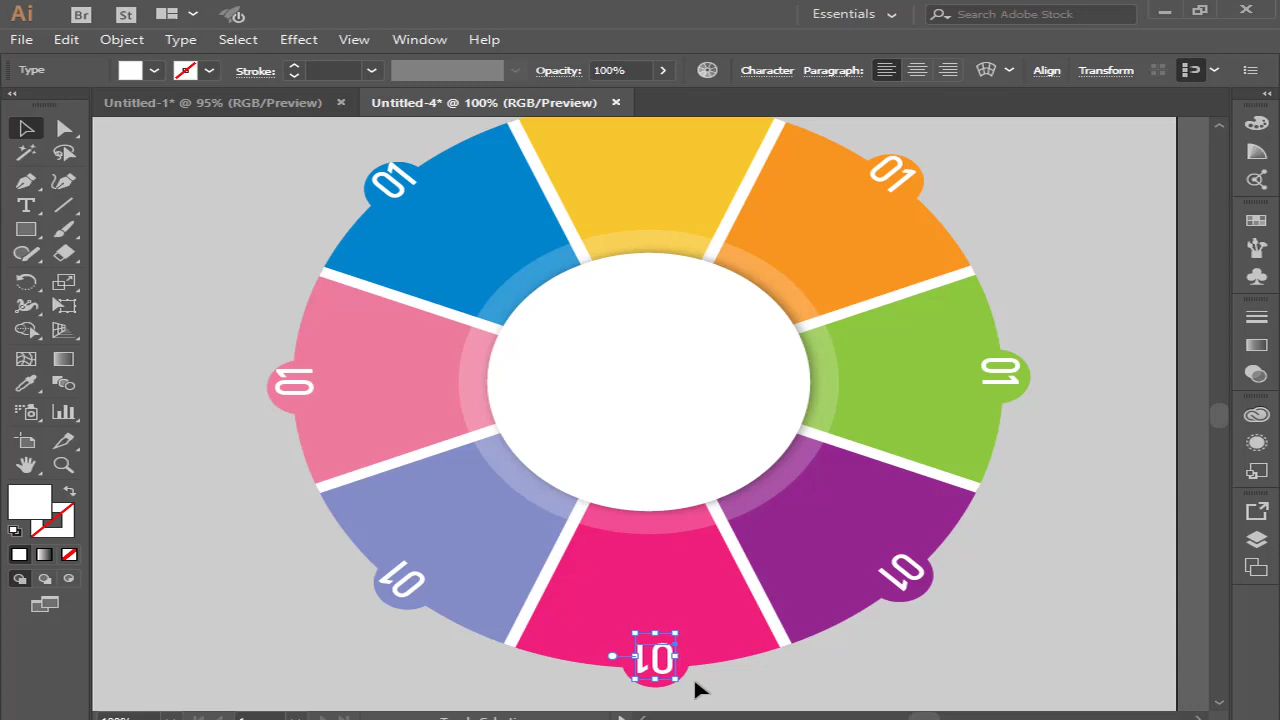 Ai Br St Essentials Search Adobe Stock
File Edit Object Type Select Effect View Window Help
Type Stroke: Opacity: 100% Character Paragraph: Align Transform
Untitled-1* @ 95% (RGB/Preview) Untitled-4* @ 100% (RGB/Preview)
01
01
01
01
01
01
01